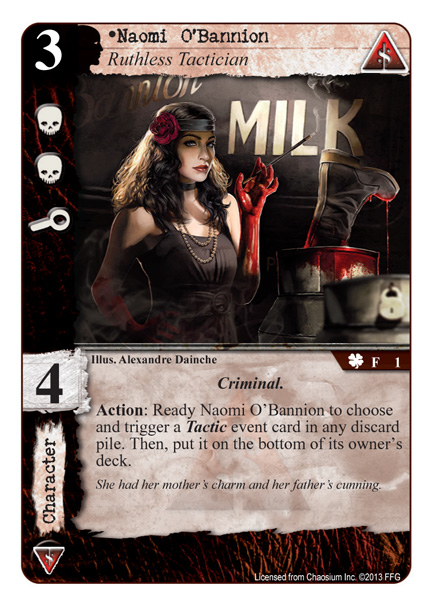 3
•Naomi O'Bannion
Ruthless Tactician
MILK
Illus. Alexandre Dainche
F 1
4
Criminal.
Action: Ready Naomi O'Bannion to choose
and trigger a Tactic event card in any discard
pile. Then, put it on the bottom of its owner's
deck.
She had her mother's charm and her father's cunning.
Character
Licensed from Chaosium Inc. ©2013 FFG